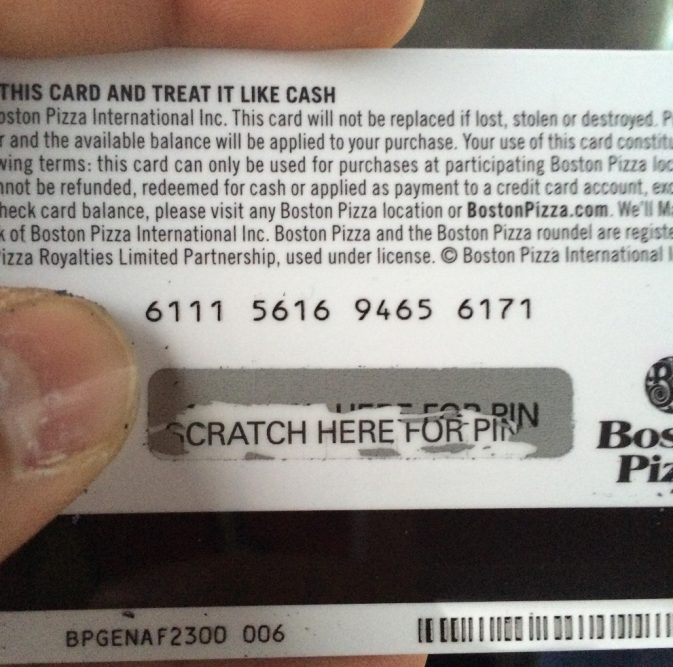 THIS CARD AND TREAT IT LIKE CASH
oston Pizza International Inc. This card will not be replaced if lost, stolen or destroyed. P
r and the available balance will be applied to your purchase. Your use of this card constitu
wing terms: this card can only be used for purchases at participating Boston Pizza loc
nnot be refunded, redeemed for cash or applied as payment to a credit card account, exc
heck card balance, please visit any Boston Pizza location or BostonPizza.com. We'll M
k of Boston Pizza International Inc. Boston Pizza and the Boston Pizza roundel are registe
izza Royalties Limited Partnership, used under license. © Boston Pizza International I
6111 5616 9465 6171
HERE FOR PIN
SCRATCH HERE FOR PIN
Bos
Piz
BPGENAF2300 006